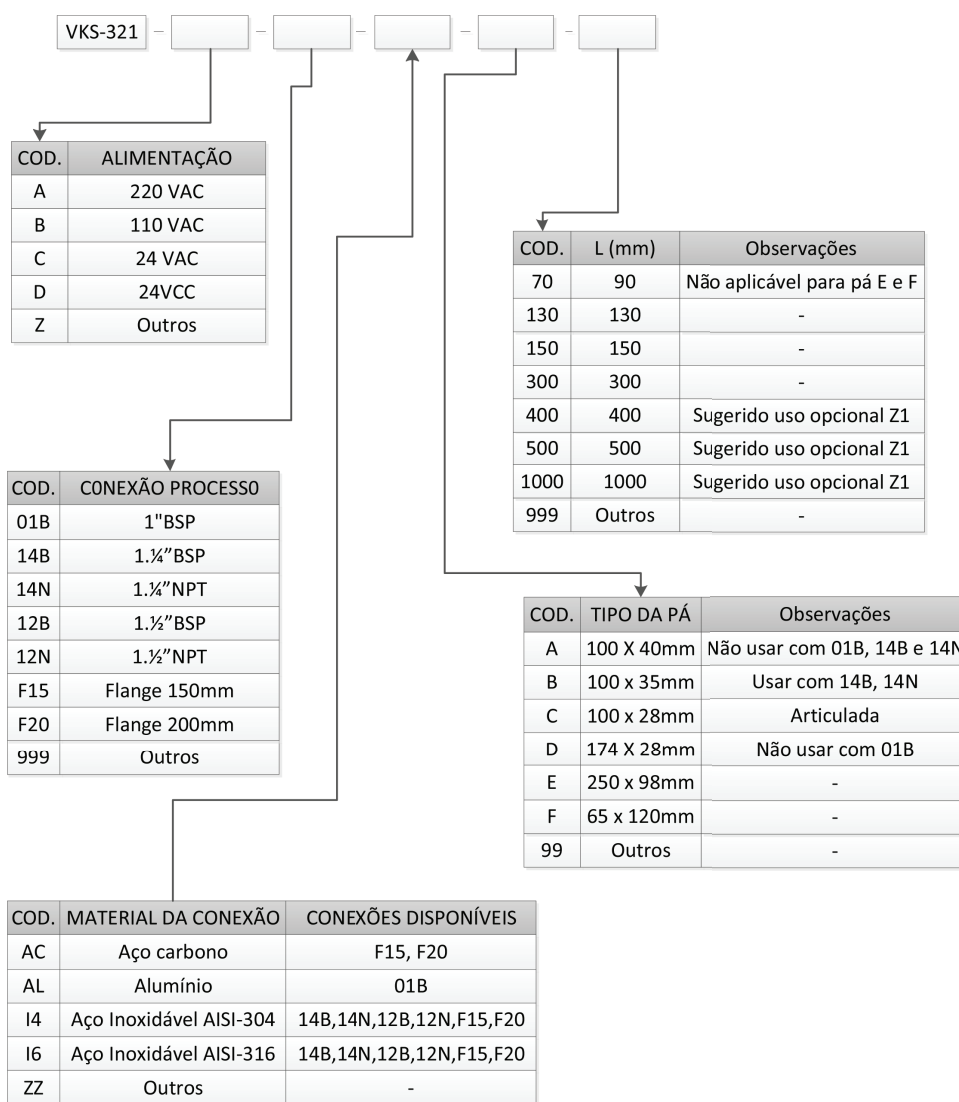 VKS-321 - - - - -
COD. ALIMENTAÇÃO
A 220 VAC
B 110 VAC
C 24 VAC
D 24VCC
Z Outros
COD. L (mm) Observações
70 90 Não aplicável para pá E e F
130 130 -
150 150 -
300 300 -
400 400 Sugerido uso opcional Z1
500 500 Sugerido uso opcional Z1
1000 1000 Sugerido uso opcional Z1
999 Outros -
COD. C0NEXÃO PROCESS0
01B 1"BSP
14B 1.¼”BSP
14N 1.¼”NPT
12B 1.½”BSP
12N 1.½”NPT
F15 Flange 150mm
F20 Flange 200mm
999 Outros
COD. TIPO DA PÁ Observações
A 100 X 40mm Não usar com 01B, 14B e 14N
B 100 x 35mm Usar com 14B, 14N
C 100 x 28mm Articulada
D 174 X 28mm Não usar com 01B
E 250 x 98mm -
F 65 x 120mm -
99 Outros -
COD. MATERIAL DA CONEXÃO CONEXÕES DISPONÍVEIS
AC Aço carbono F15, F20
AL Alumínio 01B
I4 Aço Inoxidável AISI-304 14B,14N,12B,12N,F15,F20
I6 Aço Inoxidável AISI-316 14B,14N,12B,12N,F15,F20
ZZ Outros -